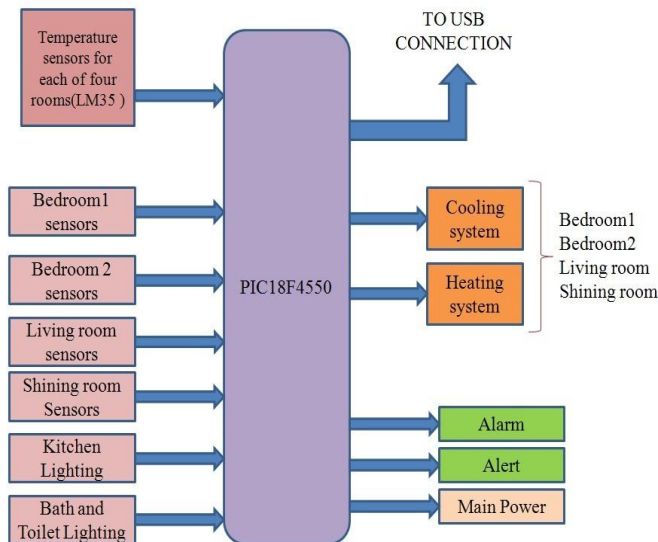 Temperature
sensors for
each of four
rooms(LM35 )
TO USB
CONNECTION
Bedroom1
sensors
Bedroom 2
sensors
Living room
sensors
Shining room
Sensors
Kitchen
Lighting
Bath and
Toilet Lighting
PIC18F4550
Cooling
system
Heating
system
Bedroom1
Bedroom2
Living room
Shining room
Alarm
Alert
Main Power